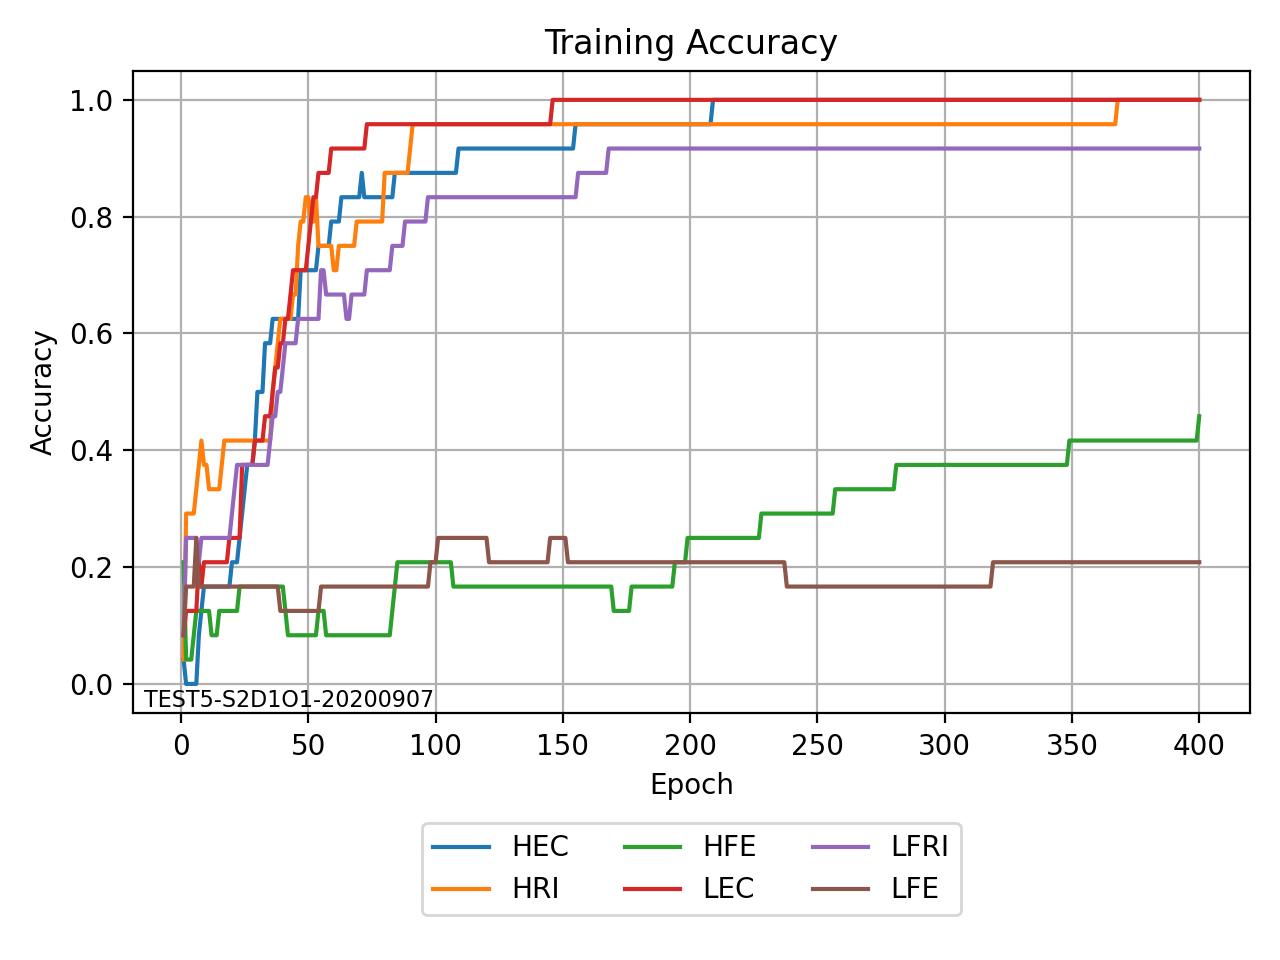 Training Accuracy
1.0
0.8
0.6
0.4
0.2
0.0
Accuracy
TEST5-S2D1O1-20200907
0 50 100 150 200 250 300 350 400
Epoch
HEC HFE LFRI
HRI LEC LFE